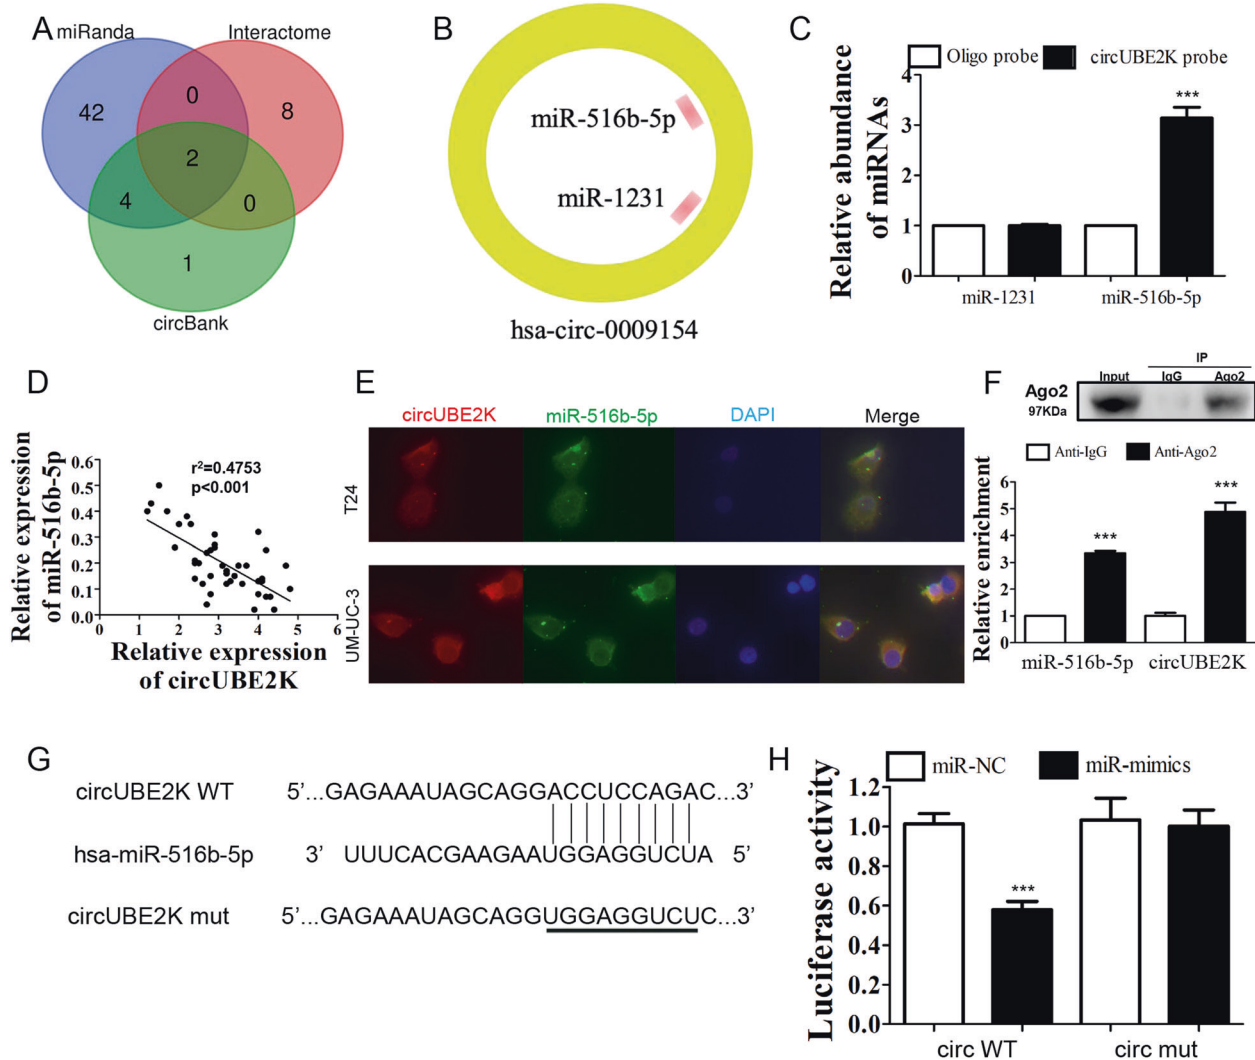 A
miRanda
Interactome
42
0
8
2
4
0
1
circBank
B
miR-516b-5p
miR-1231
hsa-circ-0009154
C
Oligo probe
circUBE2K probe
Relative abundance
of miRNAs
4
3
2
1
0
***
miR-1231
miR-516b-5p
D
Relative expression
of miR-516b-5p
0.6
0.5
0.4
0.3
0.2
0.1
0.0
r²=0.4753
p<0.001
0 1 2 3 4 5 6
Relative expression
of circUBE2K
E
circUBE2K
miR-516b-5p
DAPI
Merge
T24
UM-UC-3
F
IP
Input
IgG
Ago2
Ago2
97KDa
Anti-IgG
Anti-Ago2
Relative enrichment
6
5
4
3
2
1
0
***
***
miR-516b-5p
circUBE2K
G
circUBE2K WT 5’...GAGAAAUAGCAGGACCUCCAGAC...3’
hsa-miR-516b-5p 3’ UUUCACGAAGAAUGGAGGUCUA 5’
circUBE2K mut 5’...GAGAAAUAGCAGGUGGAGGUCUC...3’
H
miR-NC
miR-mimics
Luciferase activity
1.2
1.0
0.8
0.6
0.4
0.2
0.0
***
circ WT
circ mut